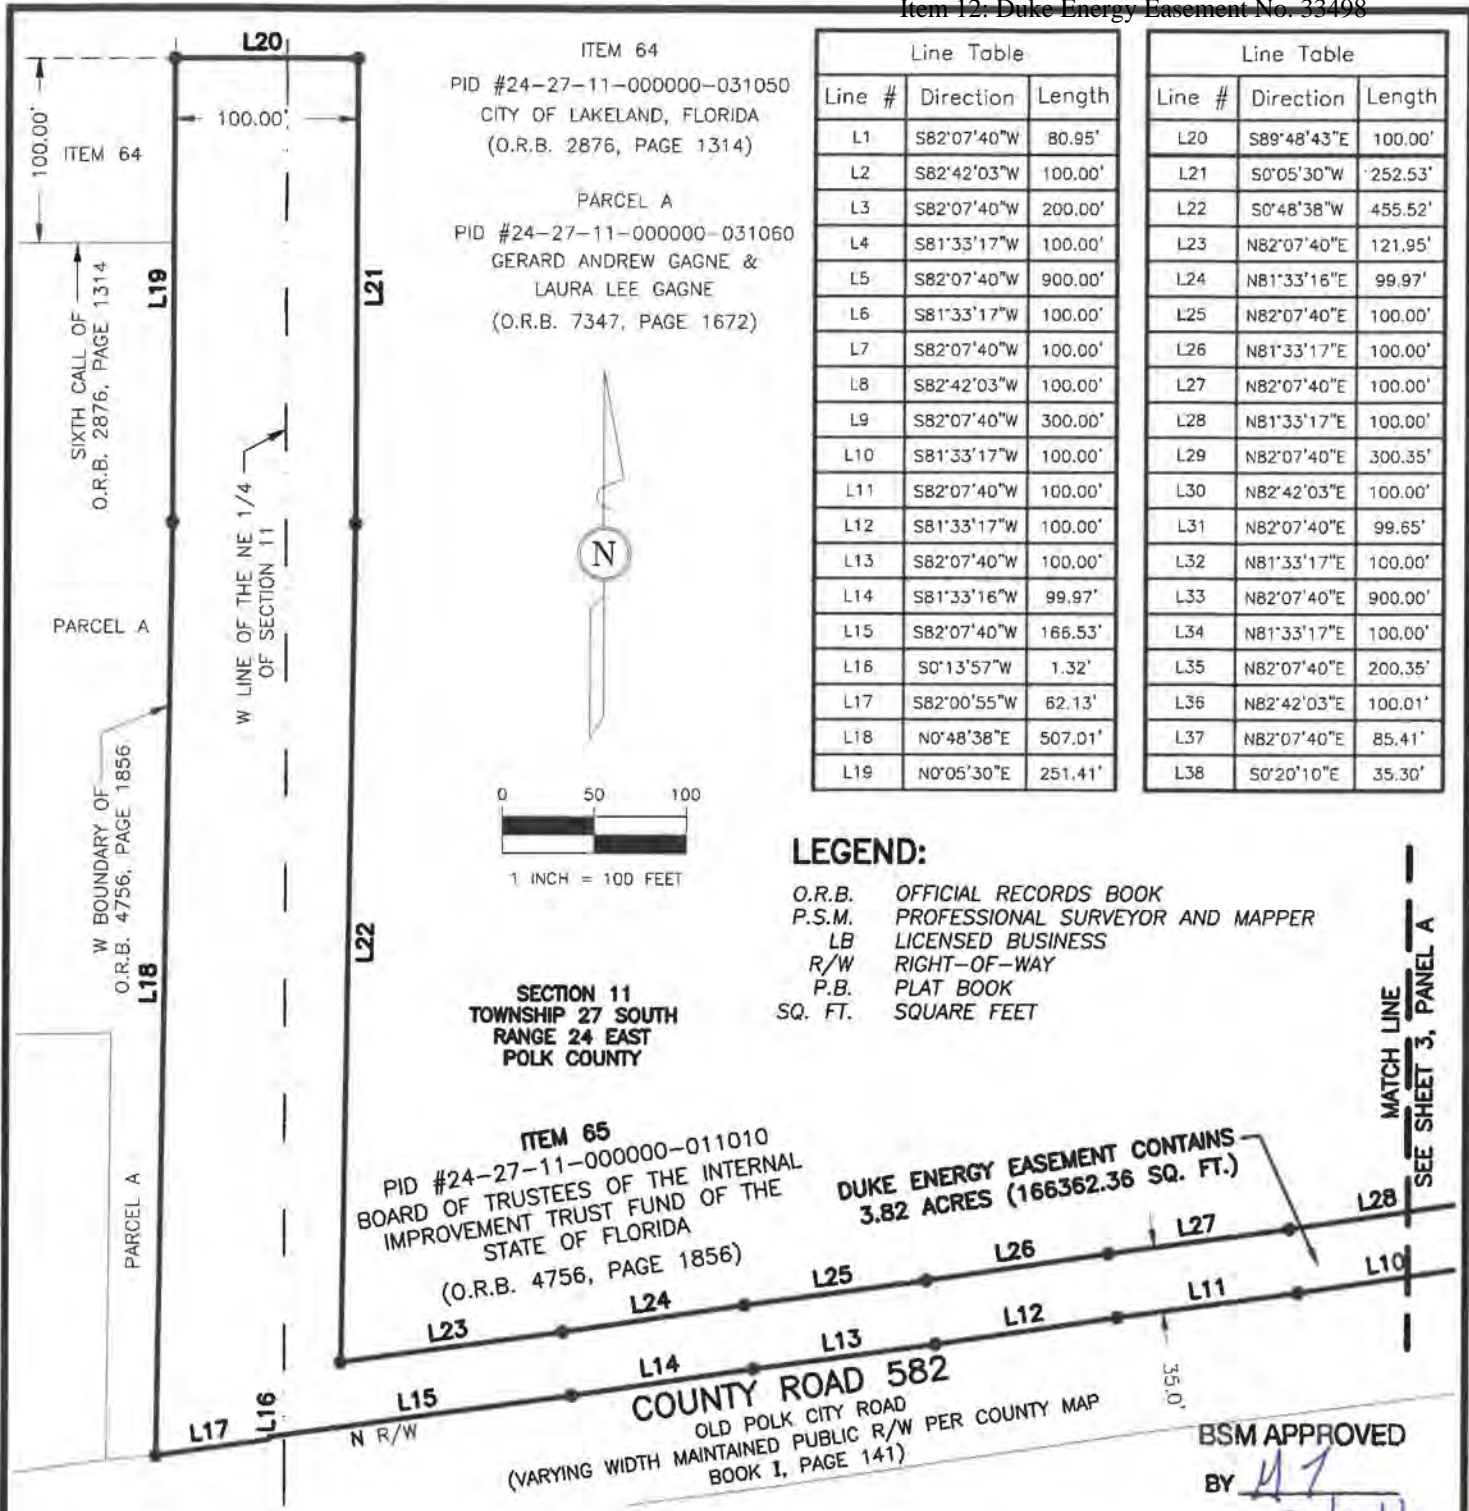 Item 12: Duke Energy Easement No. 33498
L20
100.00'
100.00'
ITEM 64
L19
L21
SIXTH CALL OF
O.R.B. 2876, PAGE 1314
W LINE OF THE NE 1/4
OF SECTION 11
PARCEL A
W BOUNDARY OF
O.R.B. 4756, PAGE 1856
L18
L22
PARCEL A
ITEM 64
PID #24-27-11-000000-031050
CITY OF LAKELAND, FLORIDA
(O.R.B. 2876, PAGE 1314)
PARCEL A
PID #24-27-11-000000-031060
GERARD ANDREW GAGNE &
LAURA LEE GAGNE
(O.R.B. 7347, PAGE 1672)
N
0 50 100
1 INCH = 100 FEET
SECTION 11
TOWNSHIP 27 SOUTH
RANGE 24 EAST
POLK COUNTY
Line Table
Line # Direction Length
L1 S82°07'40"W 80.95'
L2 S82°42'03"W 100.00'
L3 S82°07'40"W 200.00'
L4 S81°33'17"W 100.00'
L5 S82°07'40"W 900.00'
L6 S81°33'17"W 100.00'
L7 S82°07'40"W 100.00'
L8 S82°42'03"W 100.00'
L9 S82°07'40"W 300.00'
L10 S81°33'17"W 100.00'
L11 S82°07'40"W 100.00'
L12 S81°33'17"W 100.00'
L13 S82°07'40"W 100.00'
L14 S81°33'16"W 99.97'
L15 S82°07'40"W 166.53'
L16 S0°13'57"W 1.32'
L17 S82°00'55"W 62.13'
L18 N0°48'38"E 507.01'
L19 N0°05'30"E 251.41'
Line Table
Line # Direction Length
L20 S89°48'43"E 100.00'
L21 S0°05'30"W 252.53'
L22 S0°48'38"W 455.52'
L23 N82°07'40"E 121.95'
L24 N81°33'16"E 99.97'
L25 N82°07'40"E 100.00'
L26 N81°33'17"E 100.00'
L27 N82°07'40"E 100.00'
L28 N81°33'17"E 100.00'
L29 N82°07'40"E 300.35'
L30 N82°42'03"E 100.00'
L31 N82°07'40"E 99.65'
L32 N81°33'17"E 100.00'
L33 N82°07'40"E 900.00'
L34 N81°33'17"E 100.00'
L35 N82°07'40"E 200.35'
L36 N82°42'03"E 100.01'
L37 N82°07'40"E 85.41'
L38 S0°20'10"E 35.30'
LEGEND:
O.R.B. OFFICIAL RECORDS BOOK
P.S.M. PROFESSIONAL SURVEYOR AND MAPPER
LB LICENSED BUSINESS
R/W RIGHT-OF-WAY
P.B. PLAT BOOK
SQ. FT. SQUARE FEET
MATCH LINE
SEE SHEET 3, PANEL A
ITEM 65
PID #24-27-11-000000-011010
BOARD OF TRUSTEES OF THE INTERNAL
IMPROVEMENT TRUST FUND OF THE
STATE OF FLORIDA
(O.R.B. 4756, PAGE 1856)
DUKE ENERGY EASEMENT CONTAINS
3.82 ACRES (166362.36 SQ. FT.)
L23
L24
L25
L26
L27
L28
L17
L16
L15
L14
L13
L12
L11
L10
N R/W
35.0'
COUNTY ROAD 582
OLD POLK CITY ROAD
(VARYING WIDTH MAINTAINED PUBLIC R/W PER COUNTY MAP
BOOK I, PAGE 141)
BSM APPROVED
BY